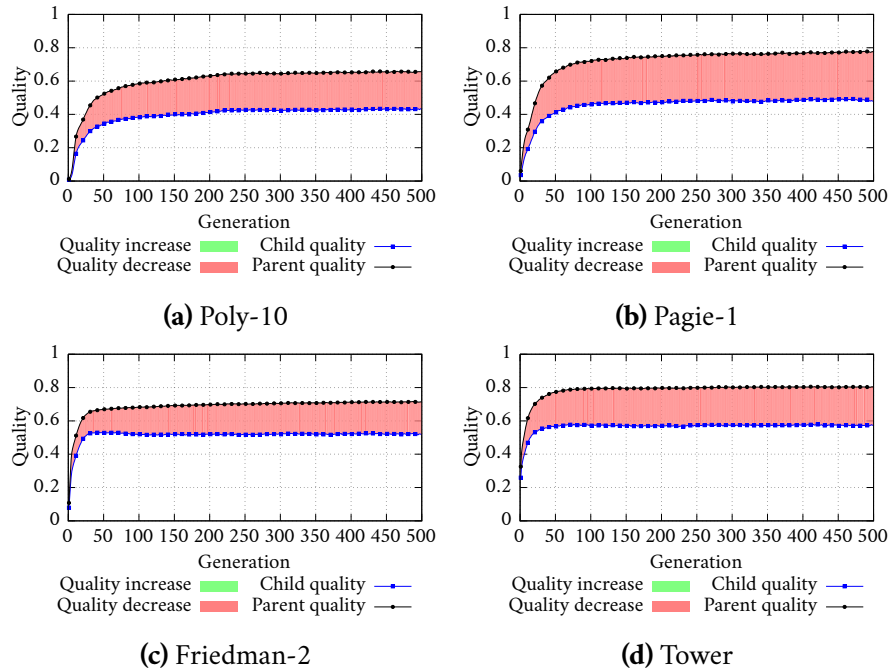 1
0.8
0.6
0.4
0.2
0
Quality
0 50 100 150 200 250 300 350 400 450 500
Generation
Quality increase Child quality
Quality decrease Parent quality
(a) Poly-10
1
0.8
0.6
0.4
0.2
0
Quality
0 50 100 150 200 250 300 350 400 450 500
Generation
Quality increase Child quality
Quality decrease Parent quality
(b) Pagie-1
1
0.8
0.6
0.4
0.2
0
Quality
0 50 100 150 200 250 300 350 400 450 500
Generation
Quality increase Child quality
Quality decrease Parent quality
(c) Friedman-2
1
0.8
0.6
0.4
0.2
0
Quality
0 50 100 150 200 250 300 350 400 450 500
Generation
Quality increase Child quality
Quality decrease Parent quality
(d) Tower